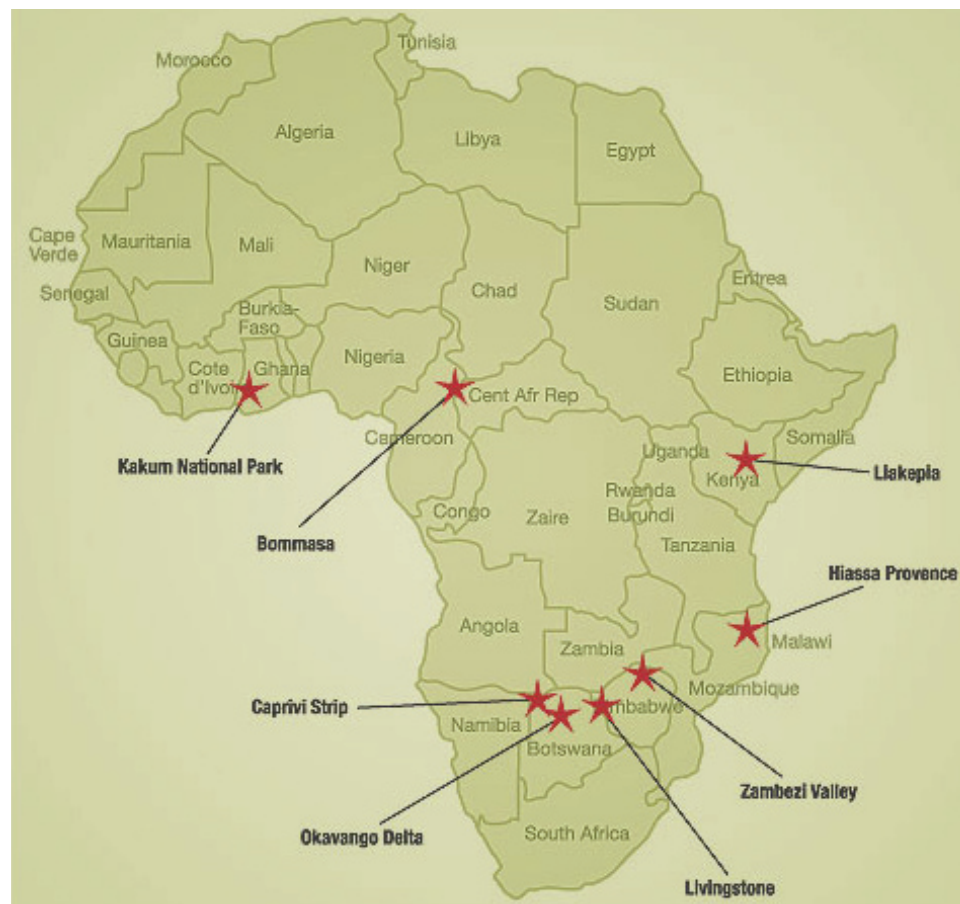 Tunisia
Morocco
Algeria
Libya
Egypt
Cape
Verde
Mauritania
Mali
Niger
Chad
Sudan
Eritrea
Senegal
Burkia-
Faso
Guinea
Cote
d'Ivoi
Ghana
Nigeria
Cent Afr Rep
Ethiopia
Cameroon
Uganda
Somalia
Kenya
Kakum National Park
Llakepia
Congo
Zaire
Rwanda
Burundi
Bommasa
Tanzania
Hiassa Provence
Angola
Zambia
Malawi
Mozambique
Caprivi Strip
Namibia
mbabwe
Botswana
Zambezi Valley
Okavango Delta
South Africa
Livingstone